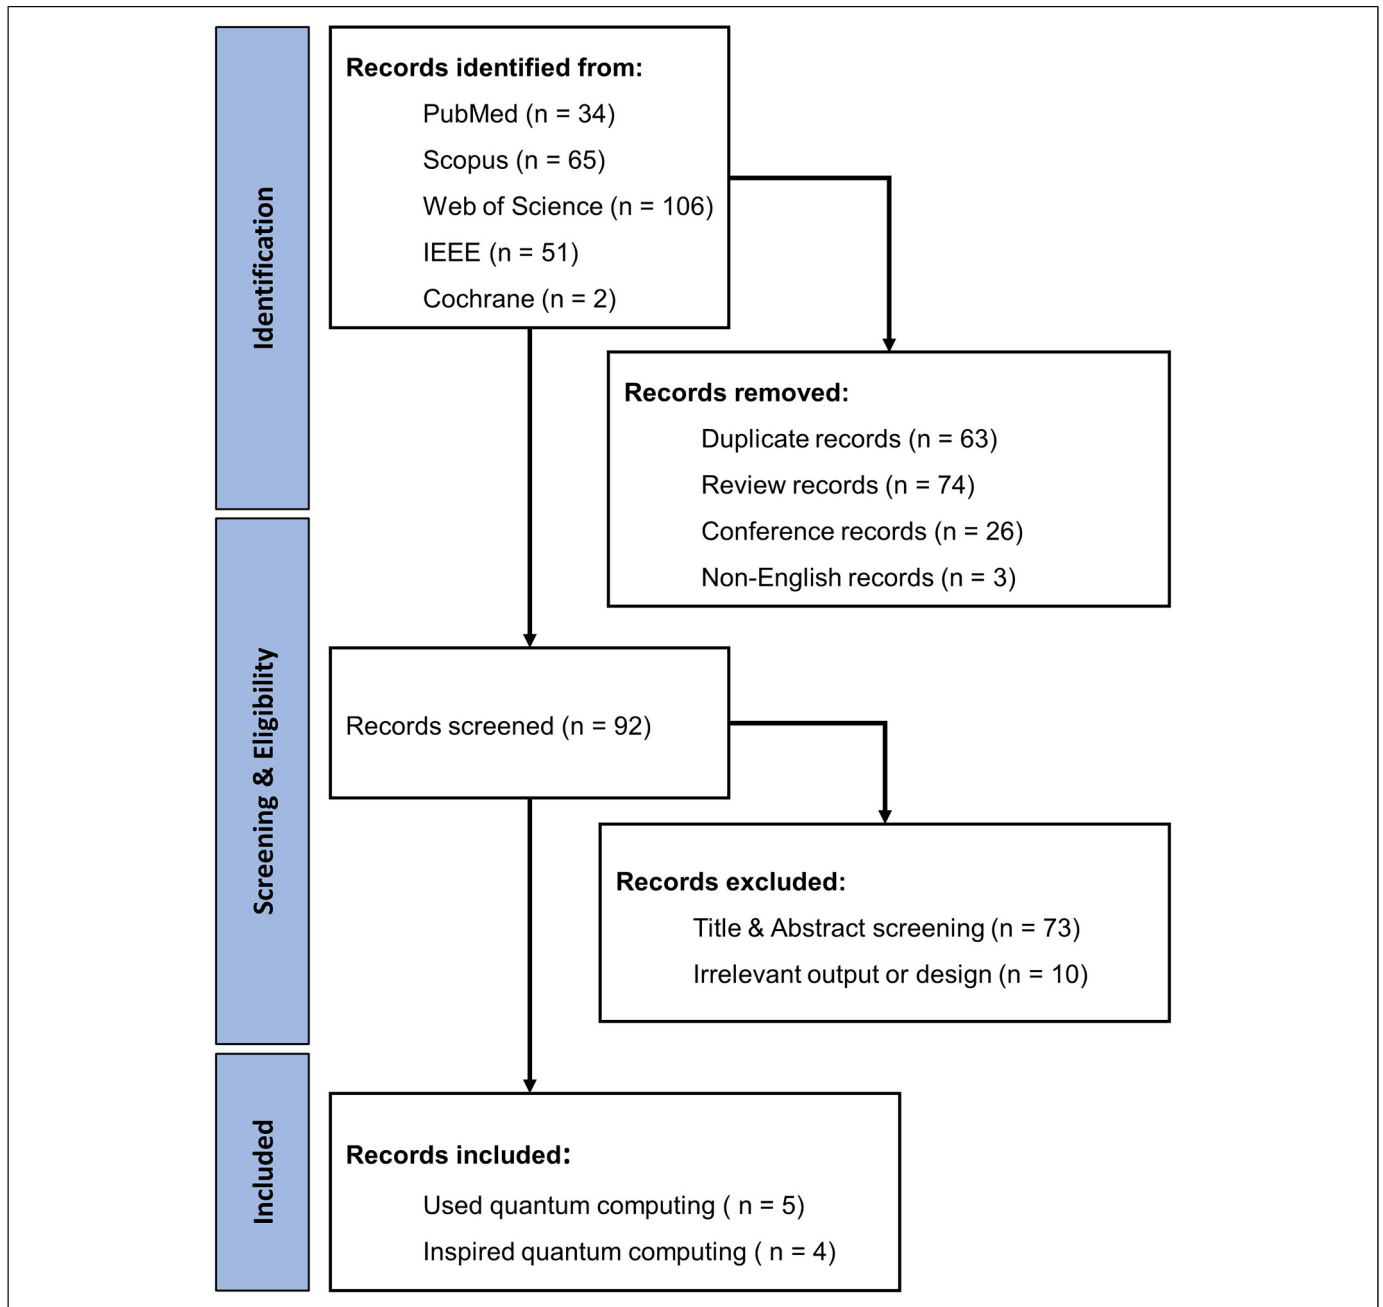 Identification
Records identified from:
PubMed (n = 34)
Scopus (n = 65)
Web of Science (n = 106)
IEEE (n = 51)
Cochrane (n = 2)
Records removed:
Duplicate records (n = 63)
Review records (n = 74)
Conference records (n = 26)
Non-English records (n = 3)
Screening & Eligibility
Records screened (n = 92)
Records excluded:
Title & Abstract screening (n = 73)
Irrelevant output or design (n = 10)
Included
Records included:
Used quantum computing ( n = 5)
Inspired quantum computing ( n = 4)